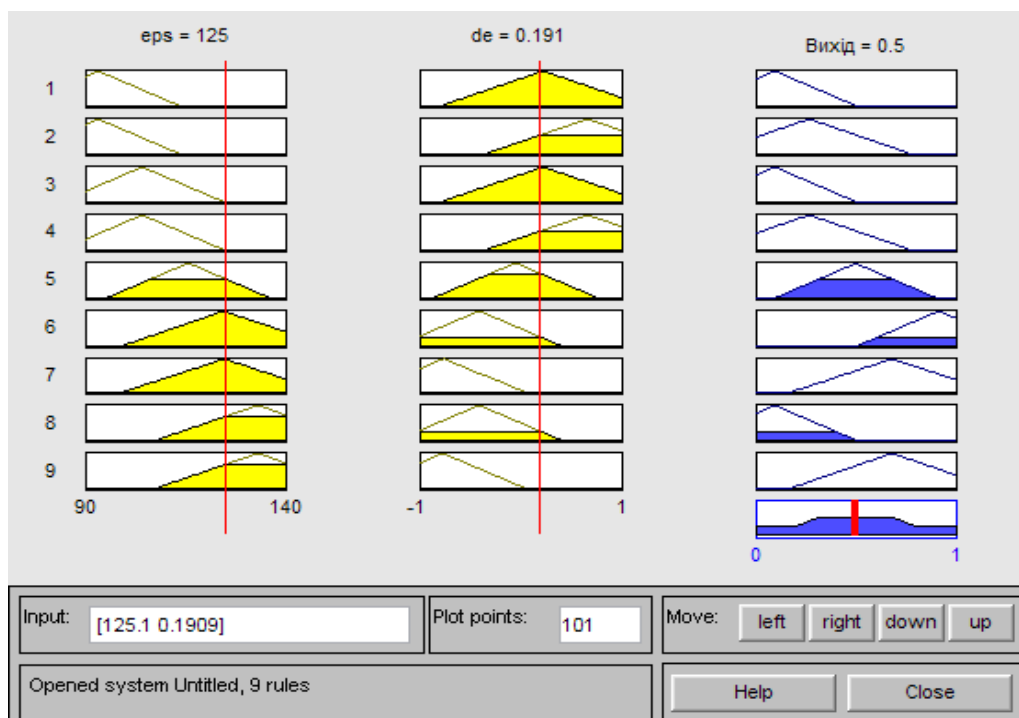 eps = 125
de = 0.191
Вихід = 0.5
1
2
3
4
5
6
7
8
9
90 140
-1 1
0 1
Input: [125.1 0.1909]
Plot points: 101
Move: left right down up
Opened system Untitled, 9 rules
Help Close